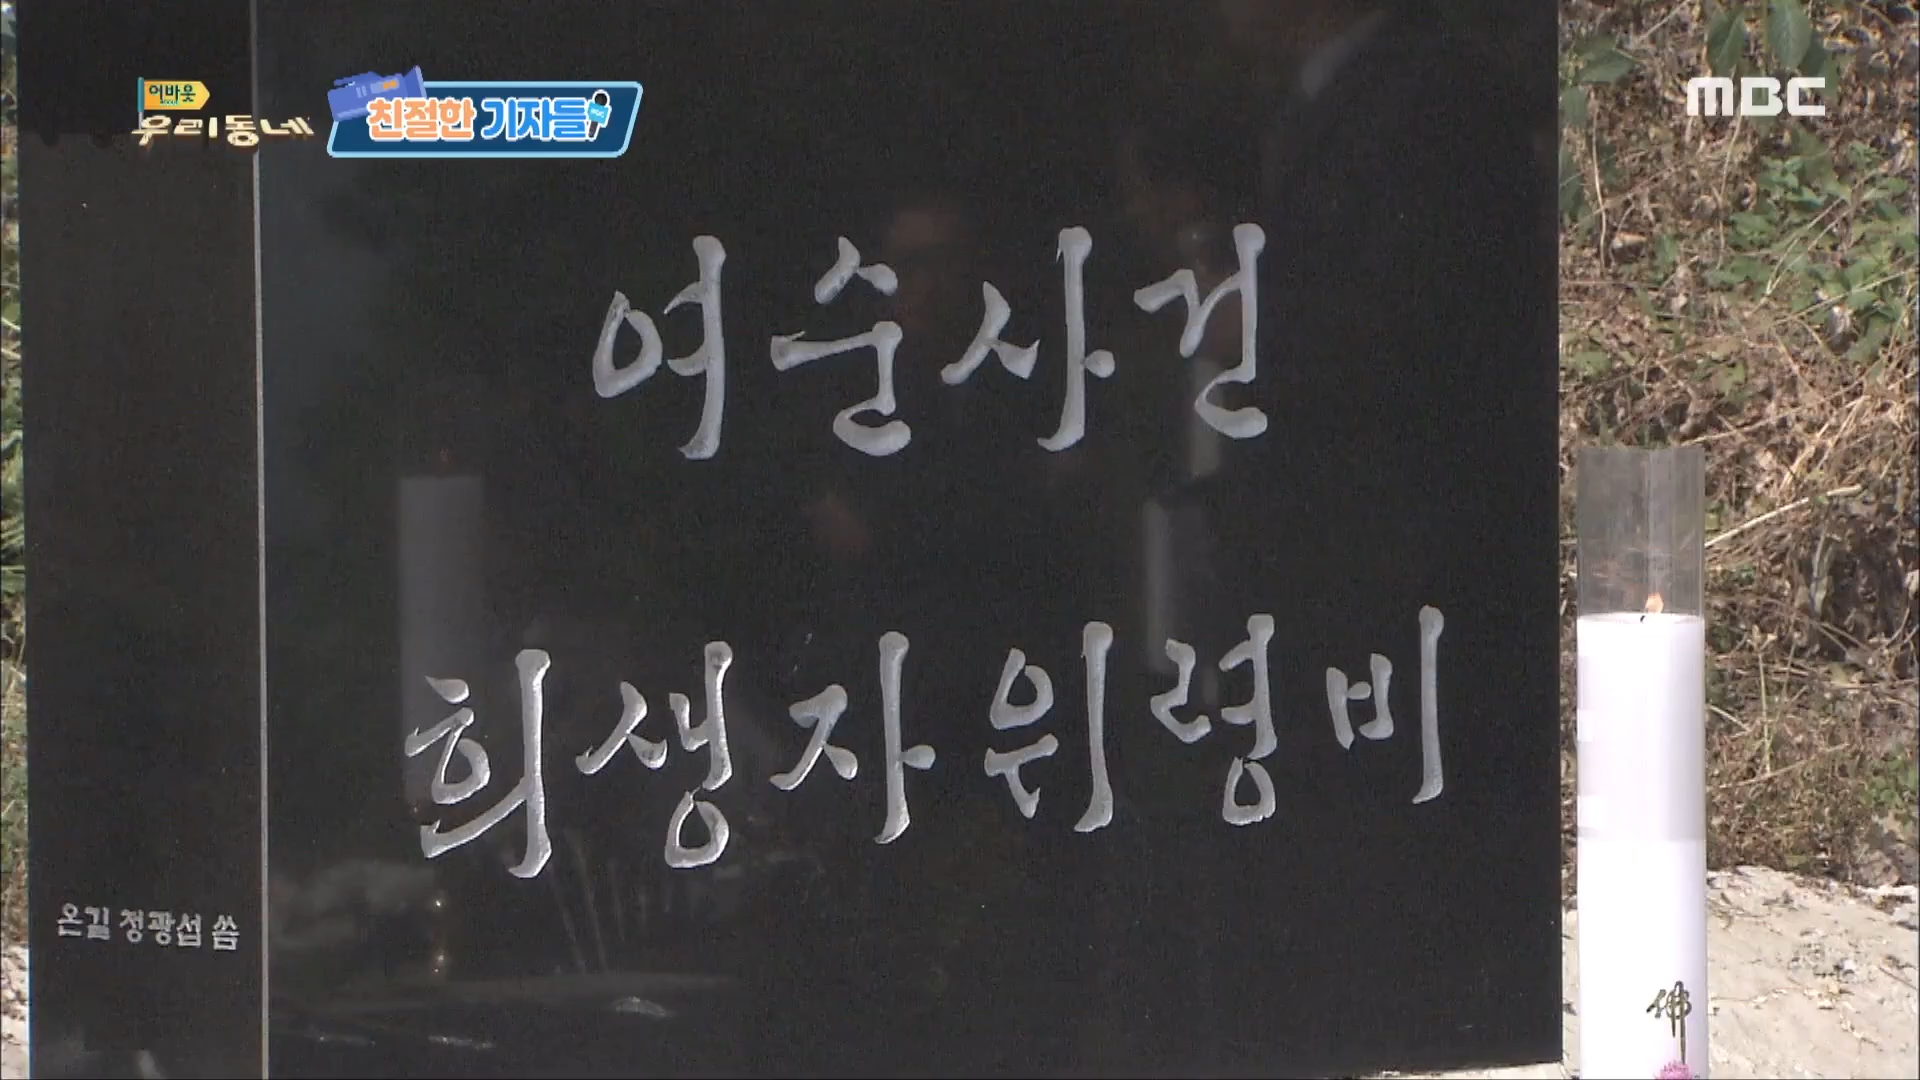 어바웃
우리동네
친절한 기자들
MBC
여순사건
희생자위령비
온길 정광섭 씀
佛